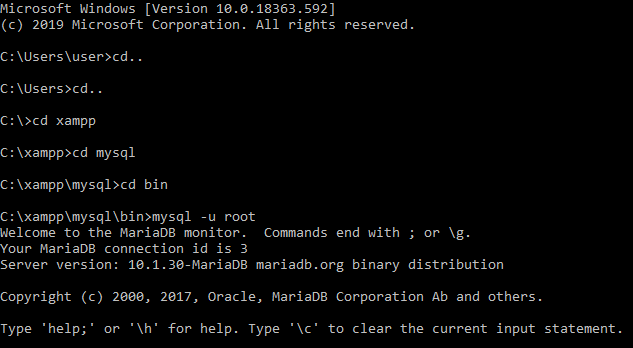 Microsoft Windows [Version 10.0.18363.592]
(c) 2019 Microsoft Corporation. All rights reserved.
C:\Users\user>cd..
C:\Users>cd..
C:\>cd xampp
C:\xampp>cd mysql
C:\xampp\mysql>cd bin
C:\xampp\mysql\bin>mysql -u root
Welcome to the MariaDB monitor.  Commands end with ; or \g.
Your MariaDB connection id is 3
Server version: 10.1.30-MariaDB mariadb.org binary distribution
Copyright (c) 2000, 2017, Oracle, MariaDB Corporation Ab and others.
Type 'help;' or '\h' for help. Type '\c' to clear the current input statement.